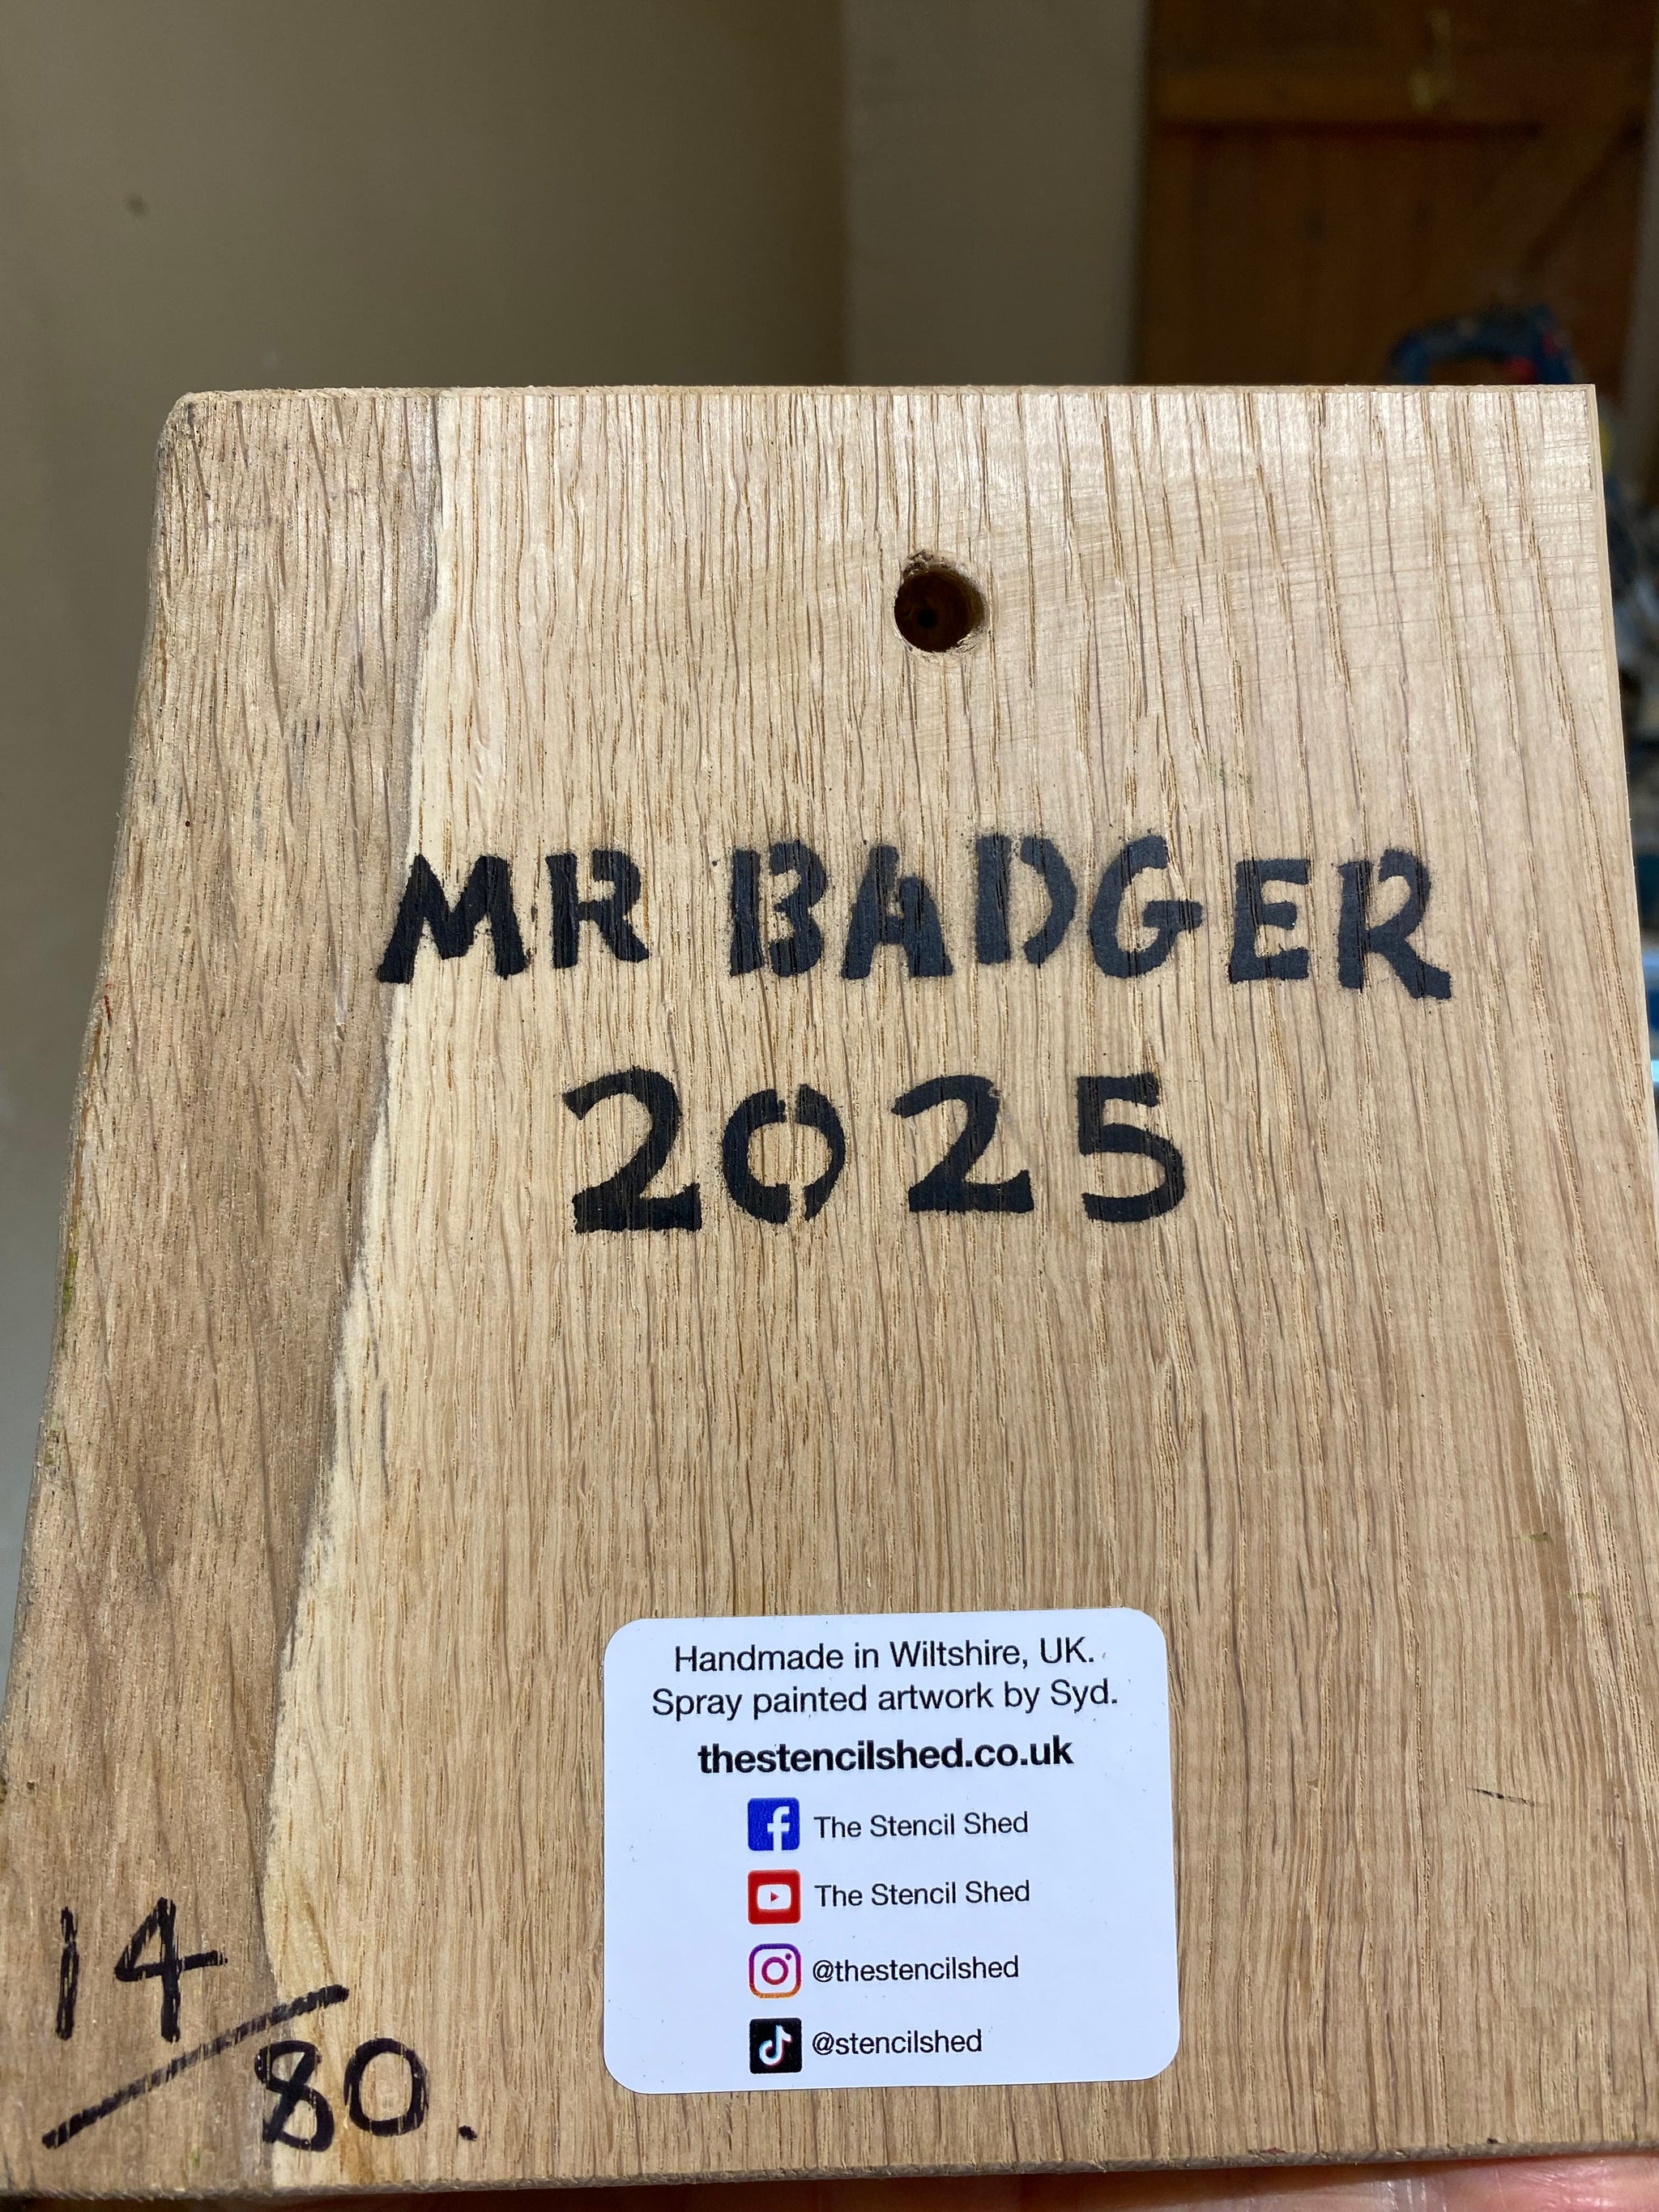 MR BADGER
2025
Handmade in Wiltshire, UK.
Spray painted artwork by Syd.
thestencilshed.co.uk
The Stencil Shed
The Stencil Shed
@thestencilshed
@stencilshed
14/80.